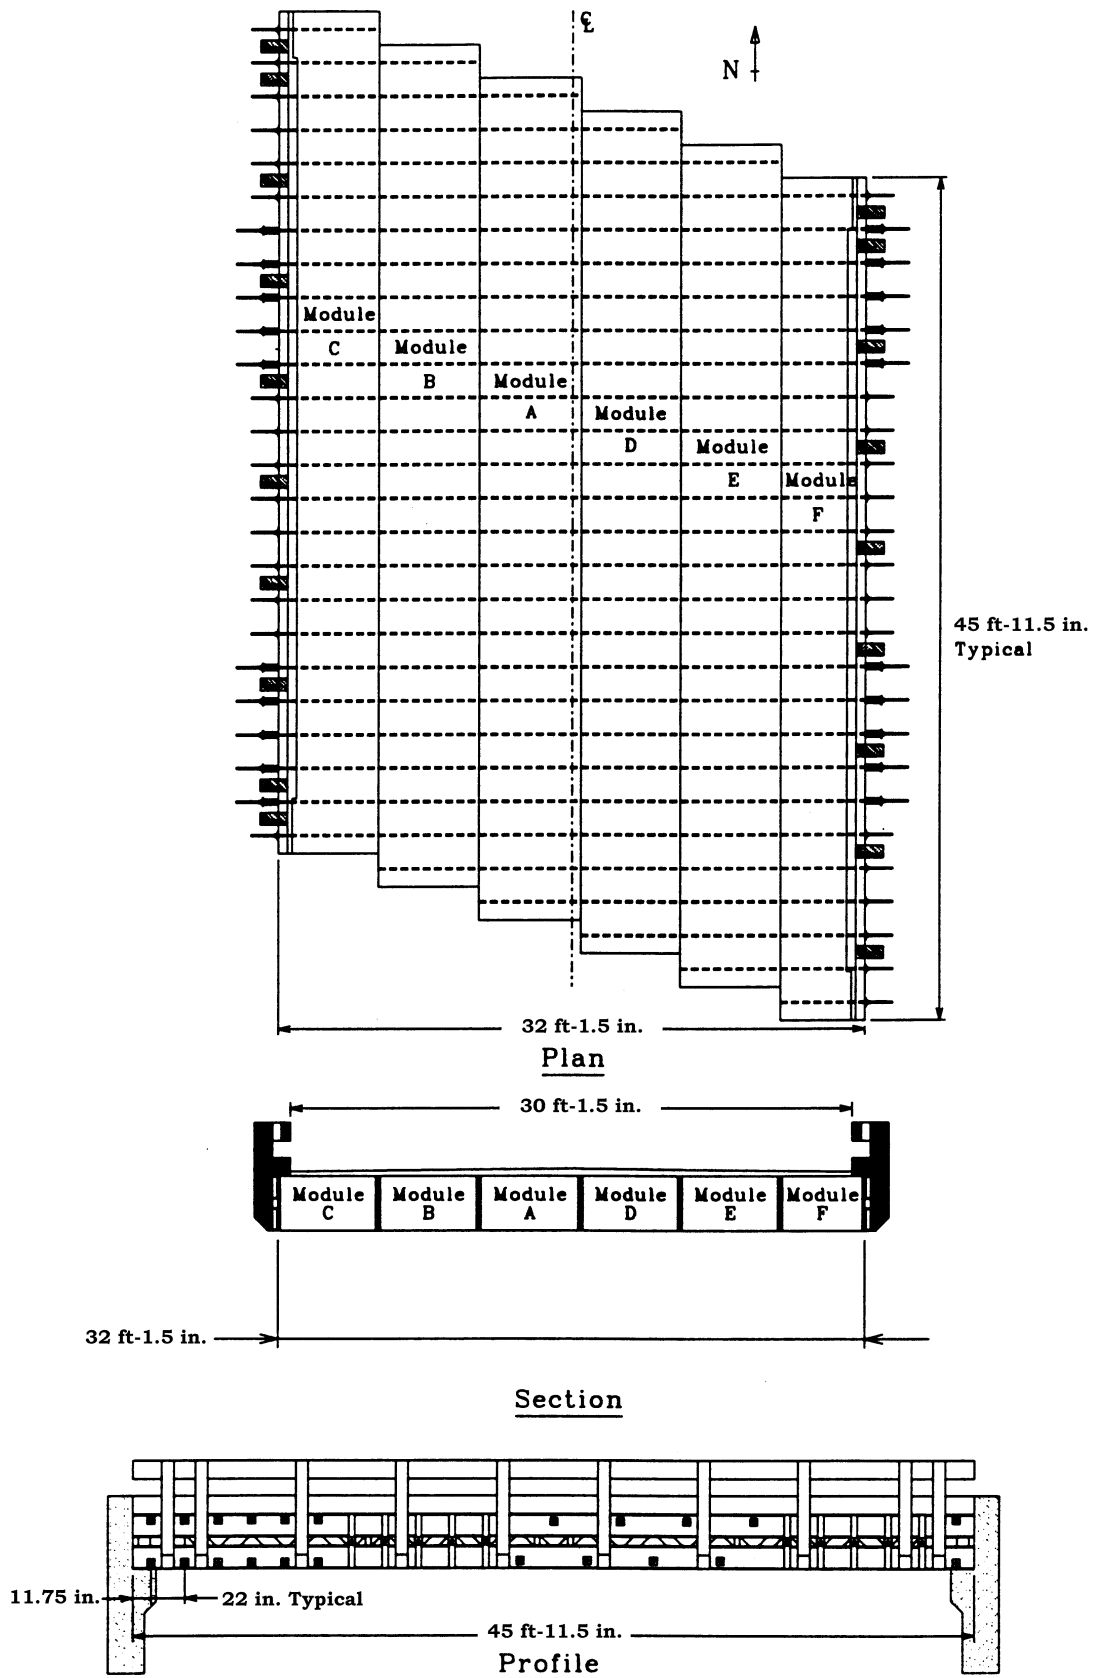 ℄
N
Module
C
Module
B
Module
A
Module
D
Module
E
Module
F
45 ft-11.5 in.
Typical
32 ft-1.5 in.
Plan
30 ft-1.5 in.
Module Module Module Module Module Module
C B A D E F
32 ft-1.5 in.
Section
11.75 in. 22 in. Typical
45 ft-11.5 in.
Profile